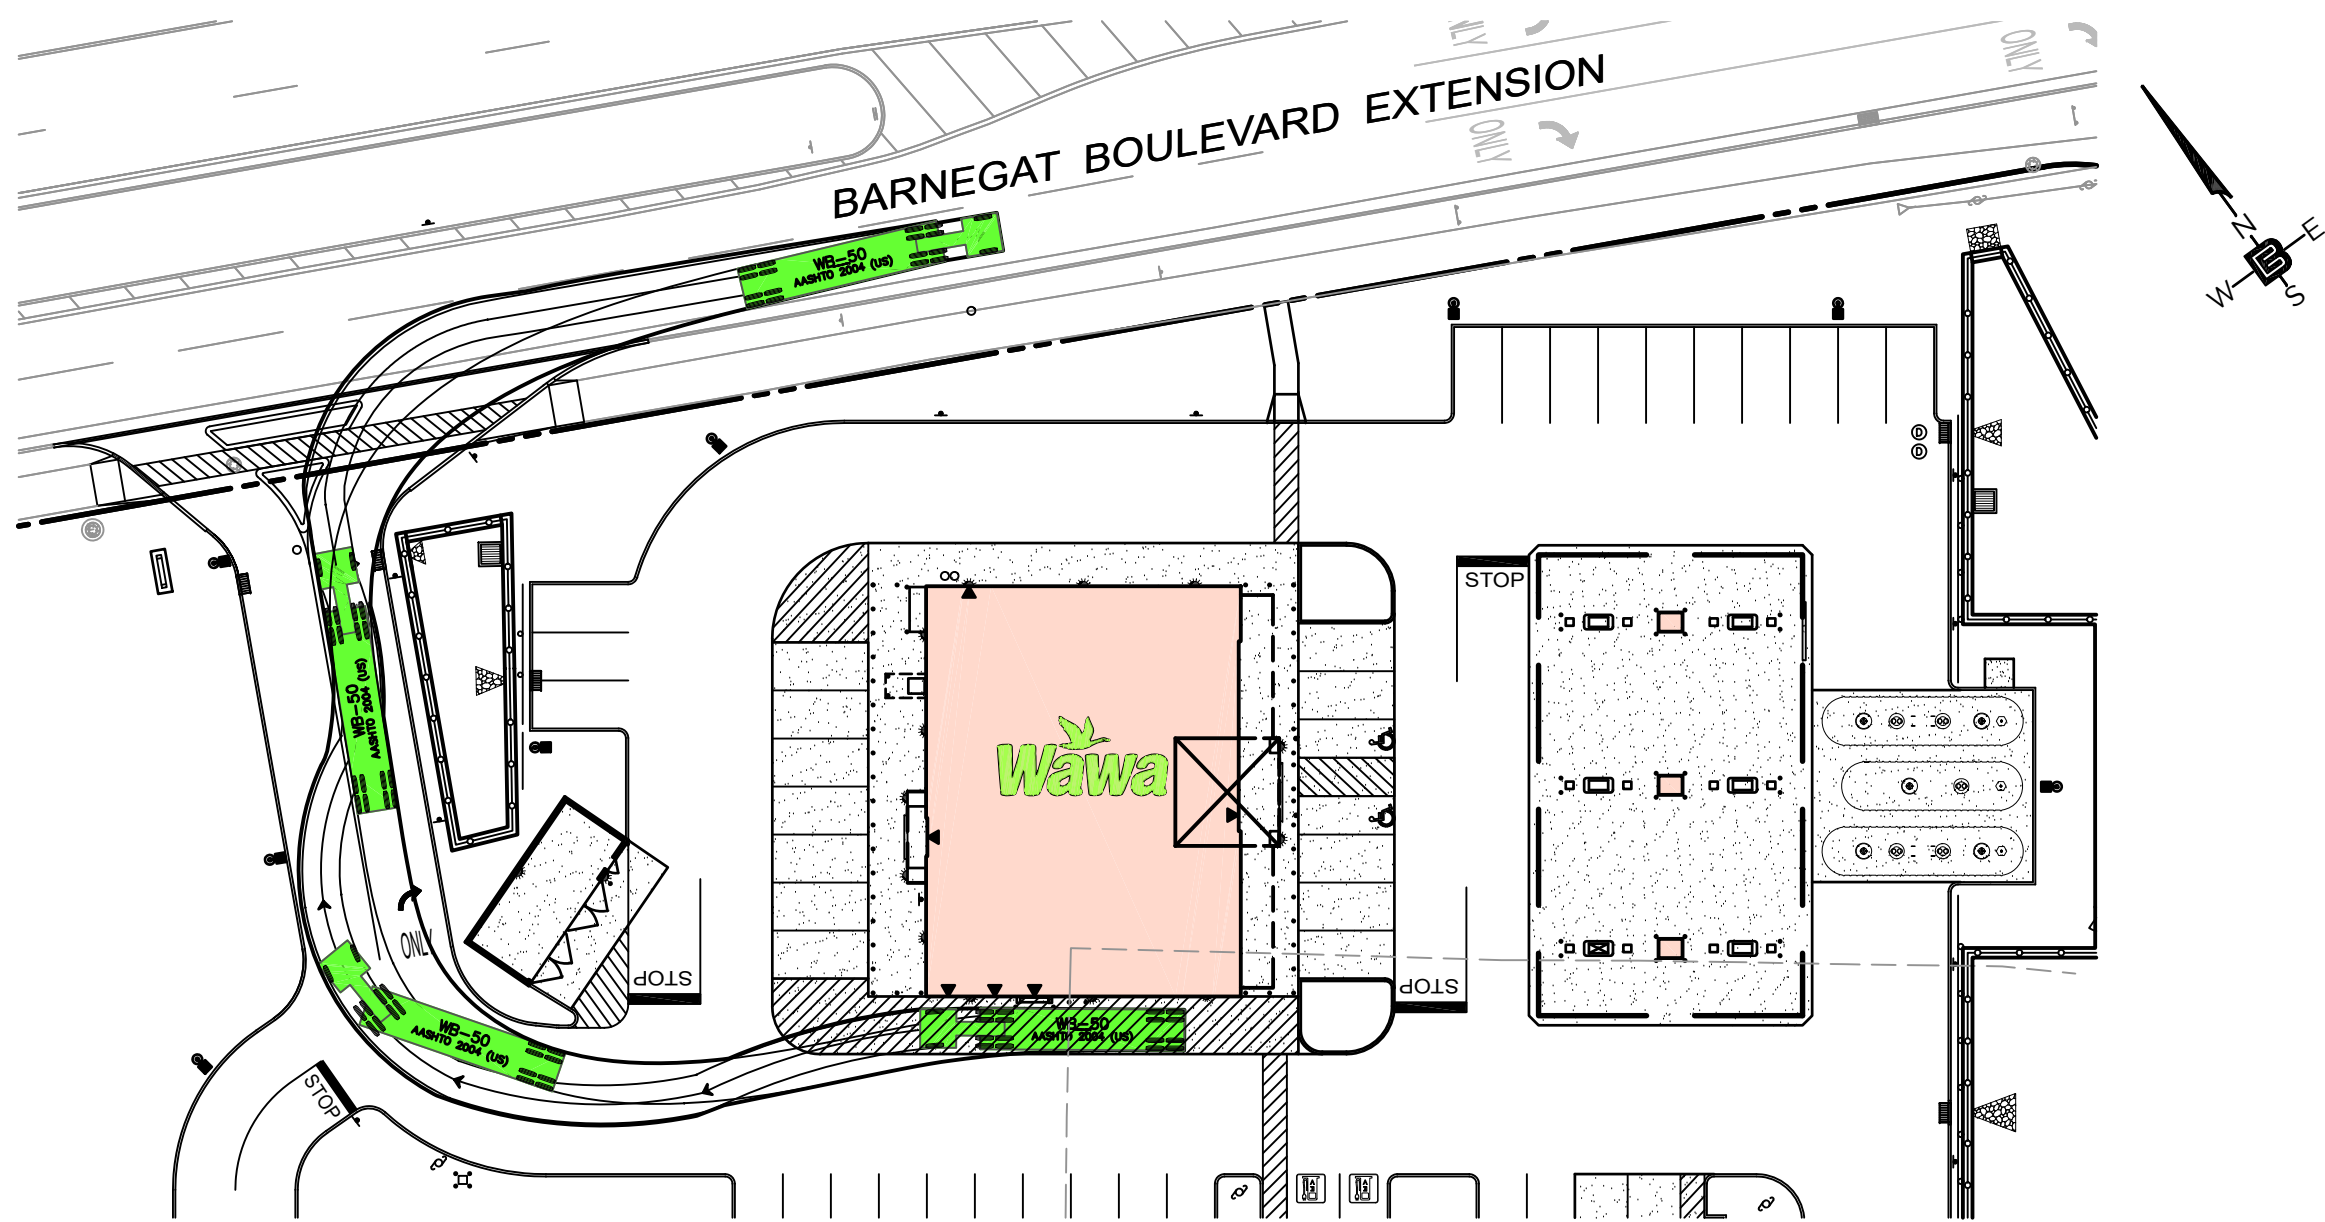 ONLY
ONLY
BARNEGAT BOULEVARD EXTENSION
ONLY
N
E
W
S
B
WB-50
AASHTO 2004 (US)
D
D
STOP
WB-50
AASHTO 2004 (US)
Wawa
ONLY
STOP
STOP
WB-50
AASHTO 2004 (US)
WB-50
AASHTO 2004 (US)
STOP